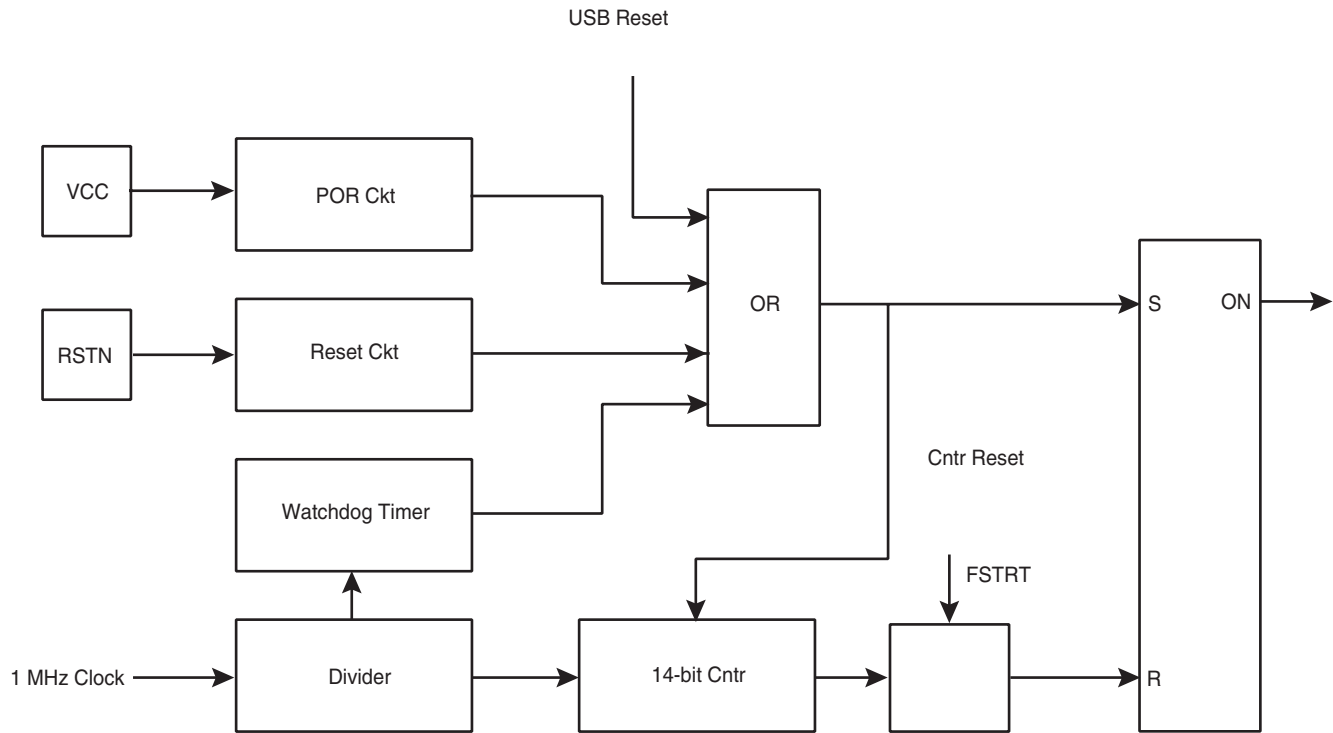 USB Reset
VCC
POR Ckt
OR
S
ON
RSTN
Reset Ckt
Cntr Reset
Watchdog Timer
FSTRT
1 MHz Clock
Divider
14-bit Cntr
R